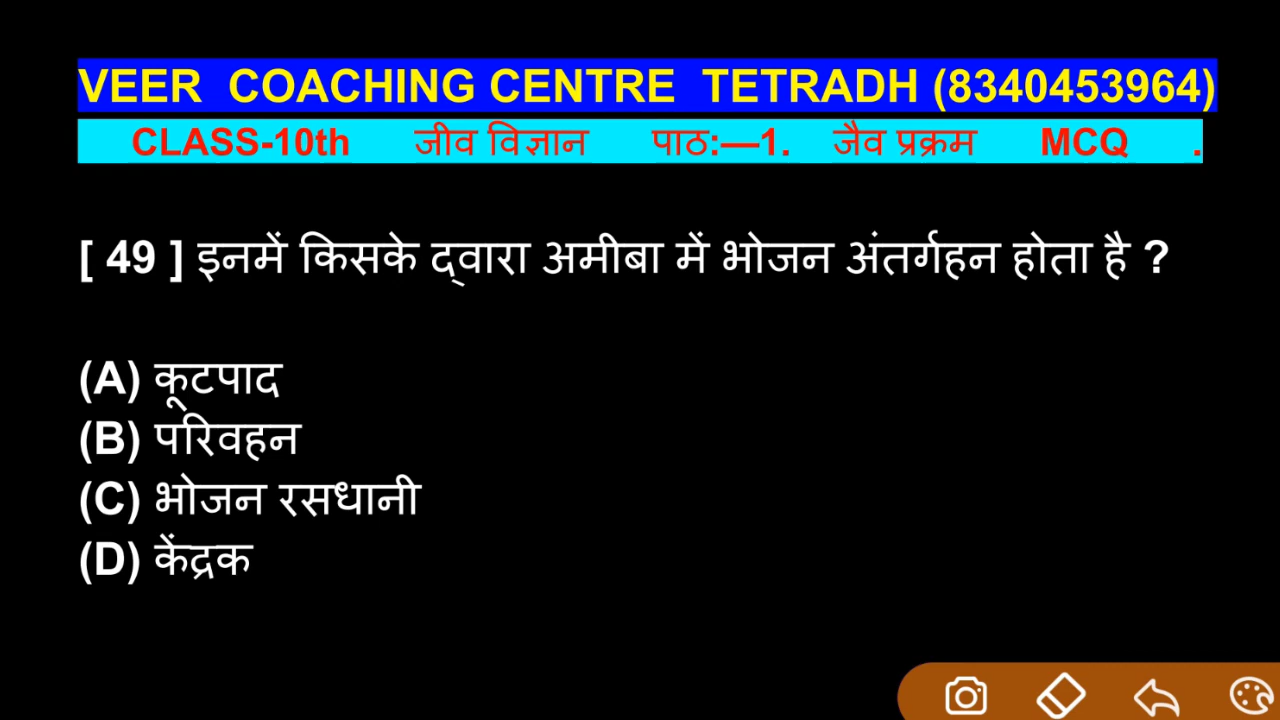 VEER COACHING CENTRE TETRADH (8340453964)
CLASS-10th जीव विज्ञान पाठ:—1. जैव प्रक्रम MCQ .
[ 49 ] इनमें किसके द्वारा अमीबा में भोजन अंतर्गहन होता है ?
(A) कूटपाद
(B) परिवहन
(C) भोजन रसधानी
(D) केंद्रक